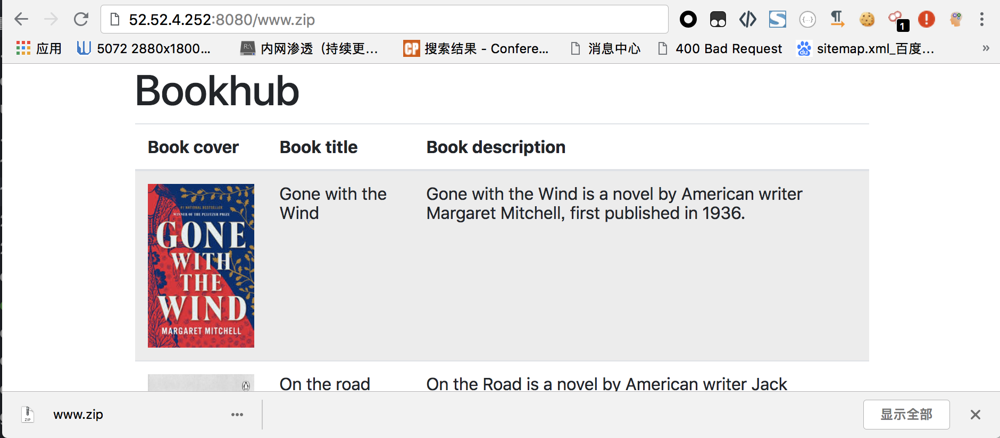 52.52.4.252:8080/www.zip
1
应用
5072 2880x1800...
R:\
内网渗透（持续更...
CP
搜索结果 - Confere...
消息中心
400 Bad Request
du
sitemap.xml_百度...
»
Bookhub
Book cover
Book title
Book description
#1 NATIONAL BESTSELLER
WINNER OF THE PULITZER PRIZE
GONE
WITH
THE
WIND
MARGARET MITCHELL
Gone with the
Wind
Gone with the Wind is a novel by American writer
Margaret Mitchell, first published in 1936.
On the road
On the Road is a novel by American writer Jack
ZIP
www.zip
显示全部